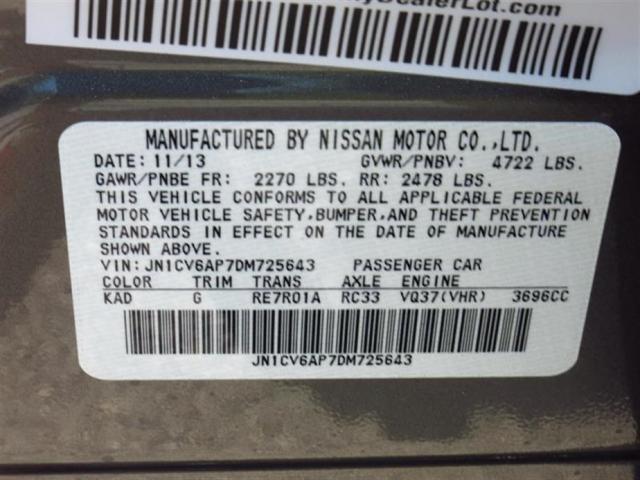 DealerLot.com
MANUFACTURED BY NISSAN MOTOR CO.,LTD.
DATE: 11/13 GVWR/PNBV: 4722 LBS.
GAWR/PNBE FR: 2270 LBS. RR: 2478 LBS.
THIS VEHICLE CONFORMS TO ALL APPLICABLE FEDERAL
MOTOR VEHICLE SAFETY,BUMPER,AND THEFT PREVENTION
STANDARDS IN EFFECT ON THE DATE OF MANUFACTURE
SHOWN ABOVE.
VIN: JN1CV6AP7DM725643 PASSENGER CAR
COLOR TRIM TRANS AXLE ENGINE
KAD G RE7R01A RC33 VQ37(VHR) 3696CC
JN1CV6AP7DM725643